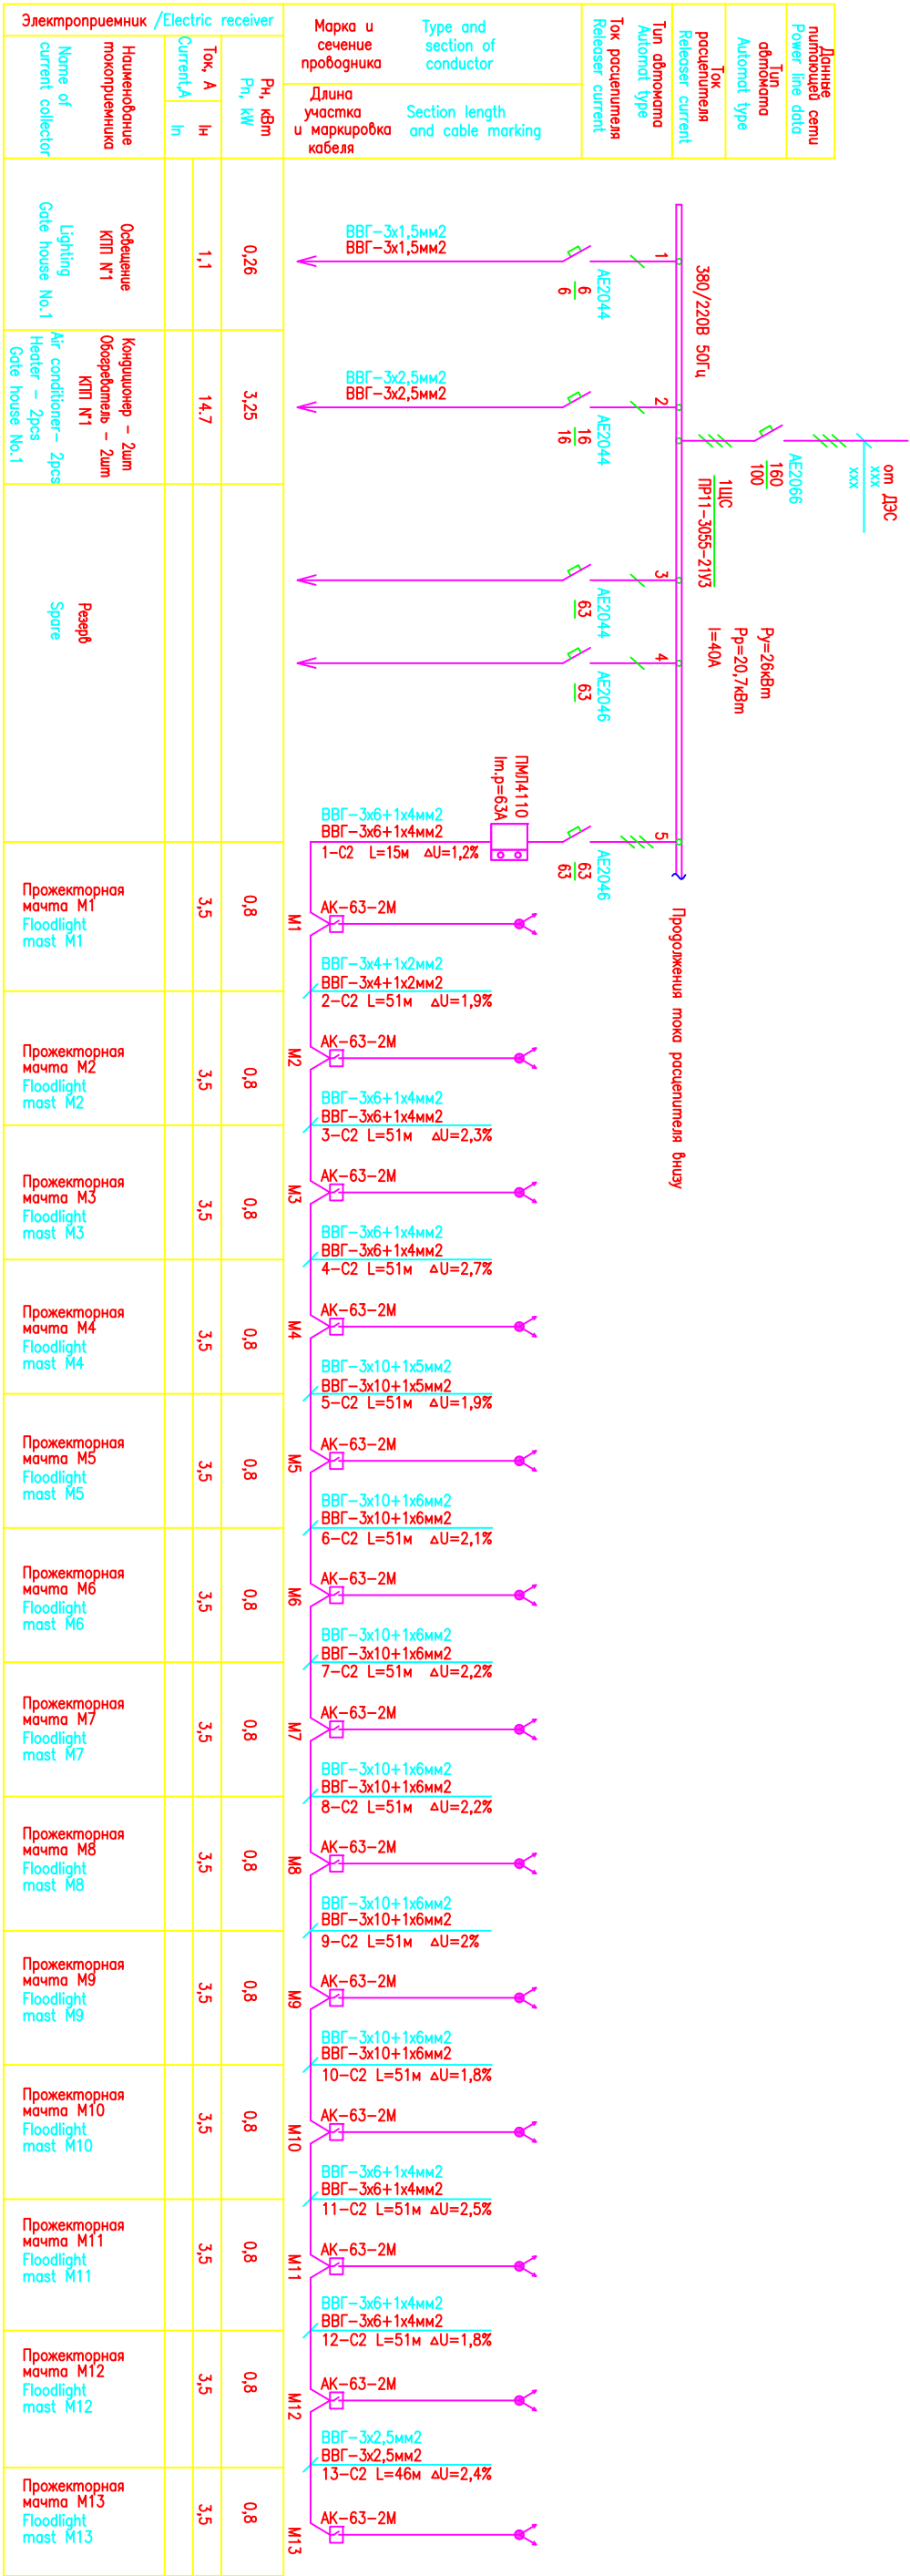 Электроприемник /Electric receiver
Наименование
токоприемника
Name of
current collector
Ток, А
Current,A
Iн
In
Рн, кВт
Pn, kW
Марка и
сечение
проводника
Type and
section of
conductor
Длина
участка
и маркировка
кабеля
Section length
and cable marking
Тип автомата
Automat type
Ток расцепителя
Releaser current
Данные
питающей сети
Power line data
Тип
автомата
Automat type
Ток
расцепителя
Releaser current
от ДЭС
xxx
xxx
АЕ2066
160
100
1ЩС
ПР11-3055-21У3
380/220В 50Гц
Ру=26кВт
Рр=20,7кВт
I=40А
1
АЕ2044
6
6
ВВГ-3х1,5мм2
ВВГ-3х1,5мм2
0,26
1,1
Освещение
КПП N'1
Lighting
Gate house No.1
2
АЕ2044
16
16
ВВГ-3х2,5мм2
ВВГ-3х2,5мм2
3,25
14.7
Кондиционер - 2шт
Обогреватель - 2шт
КПП N'1
Air conditioner- 2pcs
Heater - 2pcs
Gate house No.1
3
АЕ2044
63
4
АЕ2046
63
Резерв
Spare
5
АЕ2046
63
63
ПМЛ4110
Iт.р=63А
Продолжения тока расцепителя внизу
ВВГ-3х6+1х4мм2
ВВГ-3х6+1х4мм2
1-С2 L=15м ΔU=1,2%
АК-63-2М
М1
0,8
3,5
Прожекторная
мачта М1
Floodlight
mast M1
ВВГ-3х4+1х2мм2
ВВГ-3х4+1х2мм2
2-С2 L=51м ΔU=1,9%
АК-63-2М
М2
0,8
3,5
Прожекторная
мачта М2
Floodlight
mast M2
ВВГ-3х6+1х4мм2
ВВГ-3х6+1х4мм2
3-С2 L=51м ΔU=2,3%
АК-63-2М
М3
0,8
3,5
Прожекторная
мачта М3
Floodlight
mast M3
ВВГ-3х6+1х4мм2
ВВГ-3х6+1х4мм2
4-С2 L=51м ΔU=2,7%
АК-63-2М
М4
0,8
3,5
Прожекторная
мачта М4
Floodlight
mast M4
ВВГ-3х10+1х5мм2
ВВГ-3х10+1х5мм2
5-С2 L=51м ΔU=1,9%
АК-63-2М
М5
0,8
3,5
Прожекторная
мачта М5
Floodlight
mast M5
ВВГ-3х10+1х6мм2
ВВГ-3х10+1х6мм2
6-С2 L=51м ΔU=2,1%
АК-63-2М
М6
0,8
3,5
Прожекторная
мачта М6
Floodlight
mast M6
ВВГ-3х10+1х6мм2
ВВГ-3х10+1х6мм2
7-С2 L=51м ΔU=2,2%
АК-63-2М
М7
0,8
3,5
Прожекторная
мачта М7
Floodlight
mast M7
ВВГ-3х10+1х6мм2
ВВГ-3х10+1х6мм2
8-С2 L=51м ΔU=2,2%
АК-63-2М
М8
0,8
3,5
Прожекторная
мачта М8
Floodlight
mast M8
ВВГ-3х10+1х6мм2
ВВГ-3х10+1х6мм2
9-С2 L=51м ΔU=2%
АК-63-2М
М9
0,8
3,5
Прожекторная
мачта М9
Floodlight
mast M9
ВВГ-3х10+1х6мм2
ВВГ-3х10+1х6мм2
10-С2 L=51м ΔU=1,8%
АК-63-2М
М10
0,8
3,5
Прожекторная
мачта М10
Floodlight
mast M10
ВВГ-3х6+1х4мм2
ВВГ-3х6+1х4мм2
11-С2 L=51м ΔU=2,5%
АК-63-2М
М11
0,8
3,5
Прожекторная
мачта М11
Floodlight
mast M11
ВВГ-3х6+1х4мм2
ВВГ-3х6+1х4мм2
12-С2 L=51м ΔU=1,8%
АК-63-2М
М12
0,8
3,5
Прожекторная
мачта М12
Floodlight
mast M12
ВВГ-3х2,5мм2
ВВГ-3х2,5мм2
13-С2 L=46м ΔU=2,4%
АК-63-2М
М13
0,8
3,5
Прожекторная
мачта М13
Floodlight
mast M13